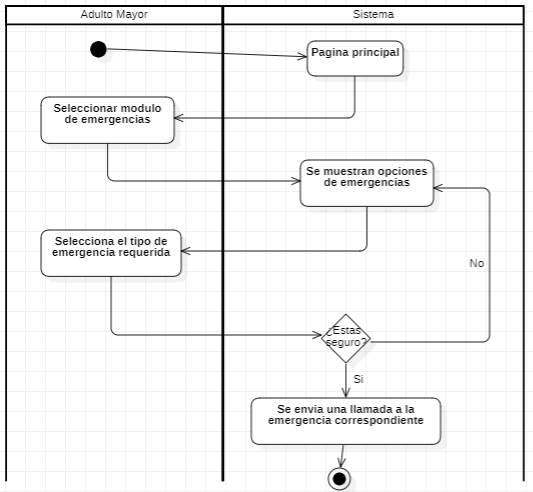 Adulto Mayor
Sistema
Pagina principal
Seleccionar modulo
de emergencias
Se muestran opciones
de emergencias
Selecciona el tipo de
emergencia requerida
No
¿Estas
seguro?
Si
Se envia una llamada a la
emergencia correspondiente